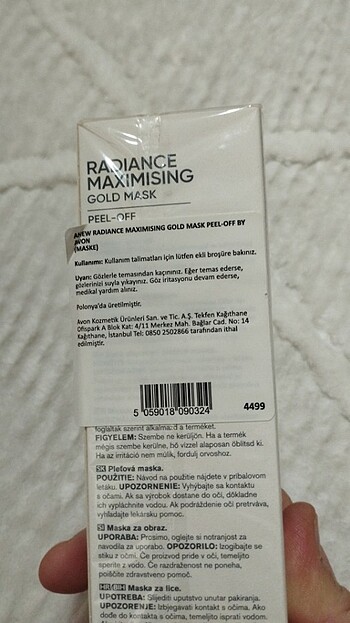 RADIANCE
MAXIMISING
GOLD MASK
PEEL-OFF
ANEW RADIANCE MAXIMISING GOLD MASK PEEL-OFF BY
AVON
(MASKE)
Kullanımı: Kullanım talimatları için lütfen ekli broşüre bakınız.
Uyarı: Gözlerle temasından kaçınınız. Eğer temas ederse,
gözlerinizi suyla yıkayınız. Göz irritasyonu devam ederse,
medikal yardım alınız.
Polonya'da üretilmiştir.
Avon Kozmetik Ürünleri San. ve Tic. A.Ş. Tekfen Kağıthane
Ofispark A Blok Kat: 4/11 Merkez Mah. Bağlar Cad. No: 14
Kağıthane, İstanbul Tel: 0850 2502866 tarafından ithal
edilmiştir.
5 059018 090324
4499
foglaltak szerint alkalmazd a terméket.
FIGYELEM: Szembe ne kerüljön. Ha a termék
mégis szembe kerülne, bő vízzel alaposan öblítsd ki.
Ha az irritáció nem múlik, fordulj orvoshoz.
SK Pleťová maska.
POUŽITIE: Návod na použitie nájdete v príbalovom
letáku. UPOZORNENIE: Vyhýbajte sa kontaktu
s očami. Ak sa výrobok dostane do očí, dôkladne
ich vypláchnite vodou. Ak podráždenie očí pretrváva,
vyhľadajte lekársku pomoc.
SI Maska za obraz.
UPORABA: Prosimo, oglejte si notranjost za
navodila za uporabo. OPOZORILO: Izogibajte se
stiku z očmi. Če proizvod pride v oči, temeljito
sperite z vodo. Če razdraženost ne poneha,
poiščite zdravstveno pomoč.
HR/BIH Maska za lice.
UPOTREBA: Slijediti uputstvo unutar pakiranja.
UPOZORENJE: Izbjegavati kontakt s očima. Ako
dođe do kontakta s očima, temeljito isprati vodom.